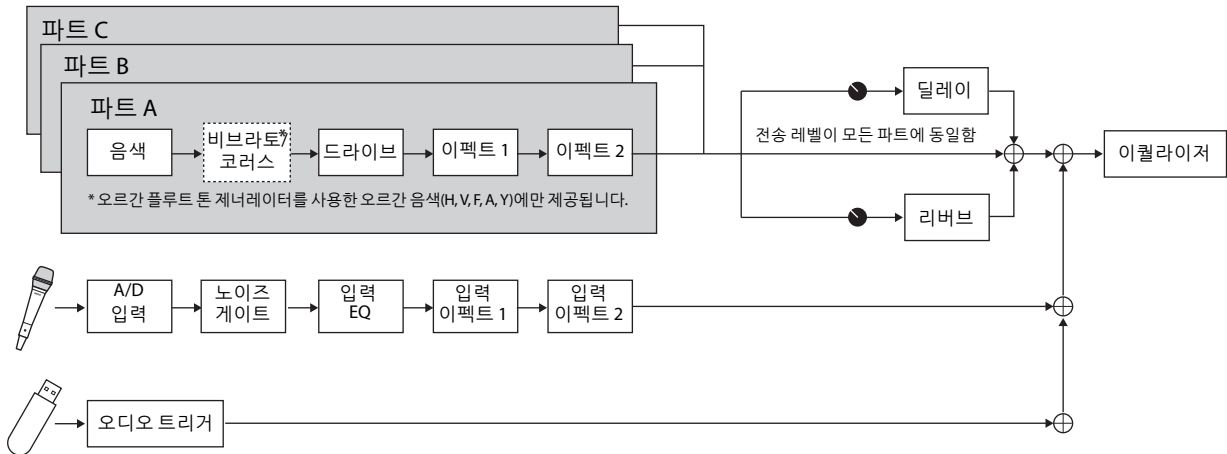 파트 C
파트 B
파트 A
음색
비브라토*/
코러스
드라이브
이펙트 1
이펙트 2
* 오르간 플루트 톤 제너레이터를 사용한 오르간 음색(H, V, F, A, Y)에만 제공됩니다.
딜레이
전송 레벨이 모든 파트에 동일함
리버브
이퀄라이저
A/D
입력
노이즈
게이트
입력
EQ
입력
이펙트 1
입력
이펙트 2
오디오 트리거